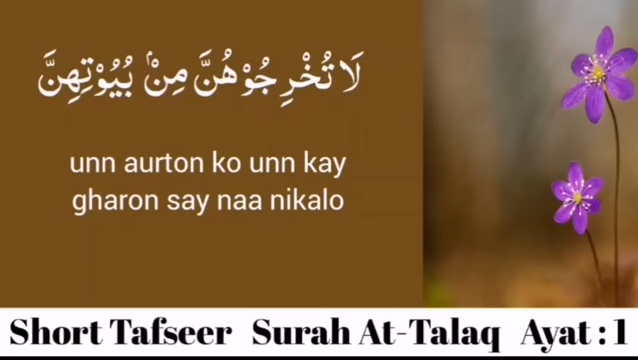 لَا تُخْرِجُوْهُنَّ مِنْۢ بُيُوْتِهِنَّ
unn aurton ko unn kay
gharon say naa nikalo
Short Tafseer Surah At-Talaq Ayat : 1